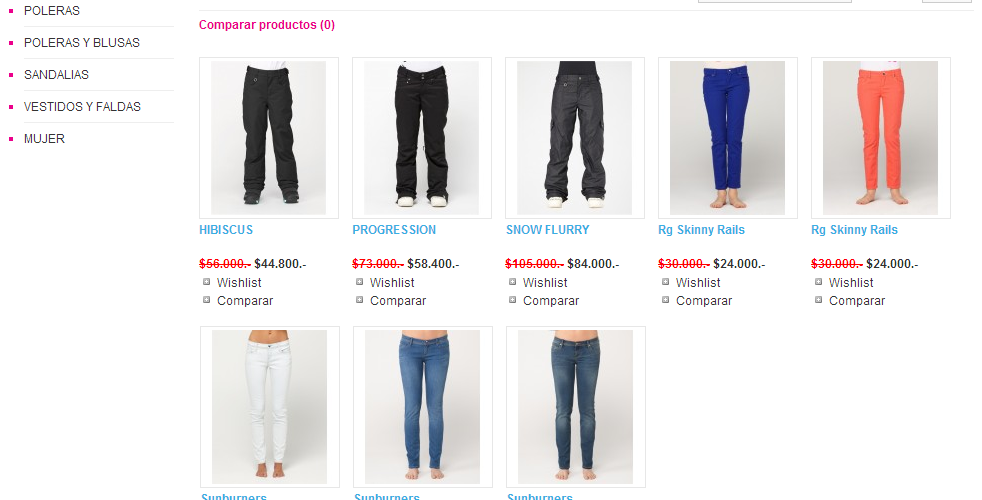 POLERAS
POLERAS Y BLUSAS
SANDALIAS
VESTIDOS Y FALDAS
MUJER
Comparar productos (0)
HIBISCUS
$56.000.- $44.800.-
Wishlist
Comparar
PROGRESSION
$73.000.- $58.400.-
Wishlist
Comparar
SNOW FLURRY
$105.000.- $84.000.-
Wishlist
Comparar
Rg Skinny Rails
$30.000.- $24.000.-
Wishlist
Comparar
Rg Skinny Rails
$30.000.- $24.000.-
Wishlist
Comparar
Sunburners
Sunburners
Sunburners